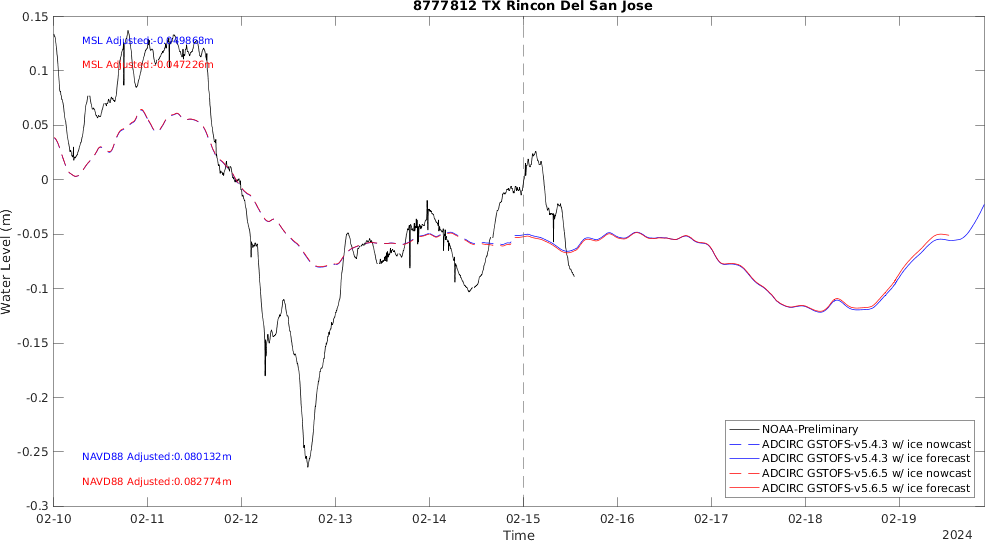 8777812 TX Rincon Del San Jose
0.15
MSL Adjusted:-0.049868m
MSL Adjusted:-0.047226m
0.1
0.05
0
-0.05
-0.1
-0.15
-0.2
-0.25
-0.3
Water Level (m)
NAVD88 Adjusted:0.080132m
NAVD88 Adjusted:0.082774m
NOAA-Preliminary
ADCIRC GSTOFS-v5.4.3 w/ ice nowcast
ADCIRC GSTOFS-v5.4.3 w/ ice forecast
ADCIRC GSTOFS-v5.6.5 w/ ice nowcast
ADCIRC GSTOFS-v5.6.5 w/ ice forecast
02-10 02-11 02-12 02-13 02-14 02-15 02-16 02-17 02-18 02-19
Time
2024